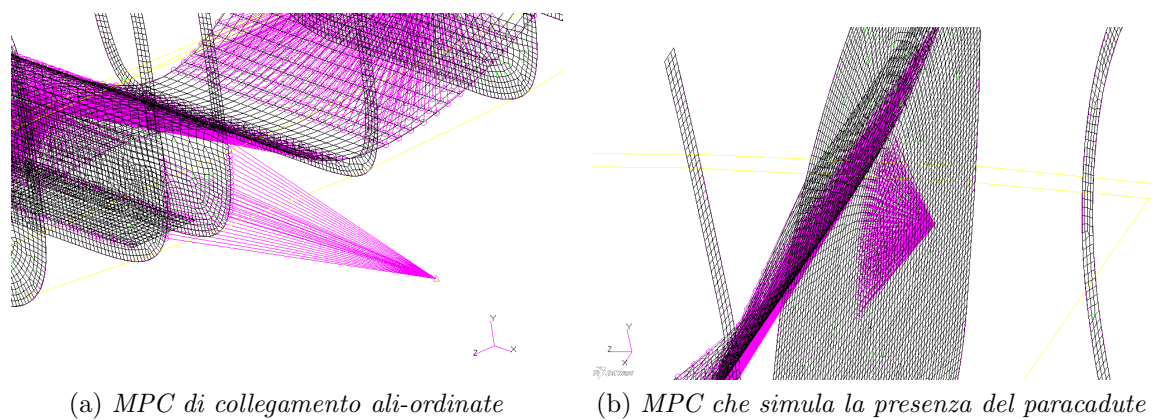 Y
Z
X
Y
Z
X
(a) MPC di collegamento ali-ordinate
(b) MPC che simula la presenza del paracadute